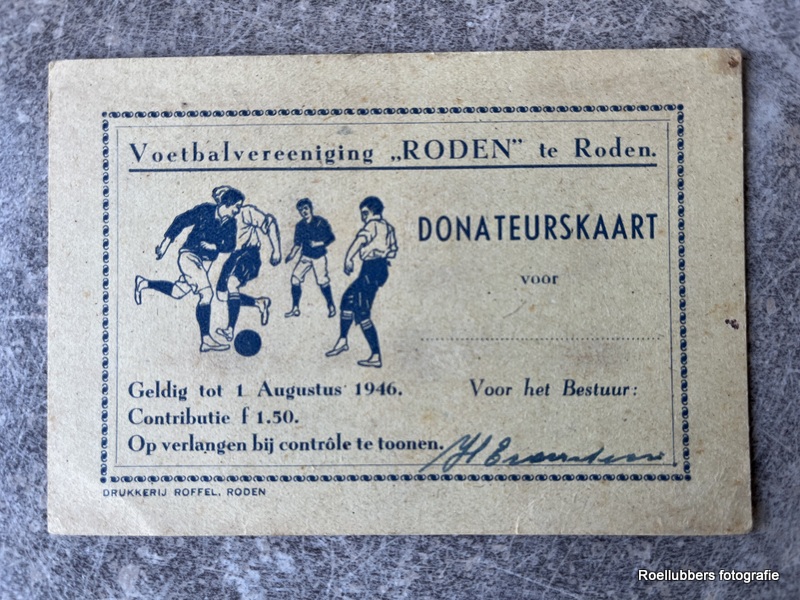 Voetbalvereeniging „RODEN” te Roden.
DONATEURSKAART
voor
Geldig tot 1 Augustus 1946.
Contributie f 1.50.
Op verlangen bij contrôle te toonen.
Voor het Bestuur:
DRUKKERIJ ROFFEL, RODEN
Roellubbers fotografie